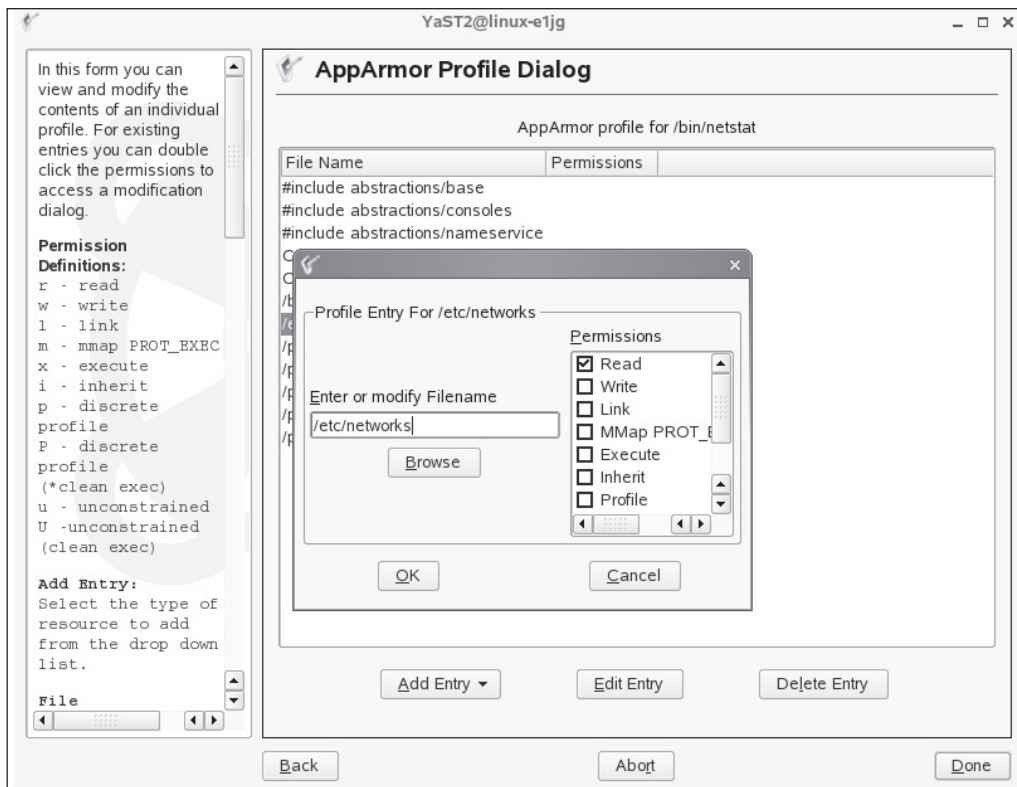 YaST2@linux-e1jg
In this form you can
view and modify the
contents of an individual
profile. For existing
entries you can double
click the permissions to
access a modification
dialog.
Permission
Definitions:
r - read
w - write
l - link
m - mmap PROT_EXEC
x - execute
i - inherit
p - discrete
profile
P - discrete
profile
(*clean exec)
u - unconstrained
U -unconstrained
(clean exec)
Add Entry:
Select the type of
resource to add
from the drop down
list.
File
AppArmor Profile Dialog
AppArmor profile for /bin/netstat
File Name Permissions
#include abstractions/base
#include abstractions/consoles
#include abstractions/nameservice
Profile Entry For /etc/networks
Enter or modify Filename
/etc/networks
Browse
Permissions
Read
Write
Link
MMap
Execute
Inherit
Profile
OK Cancel
Add Entry Edit Entry Delete Entry
Back Abort Done